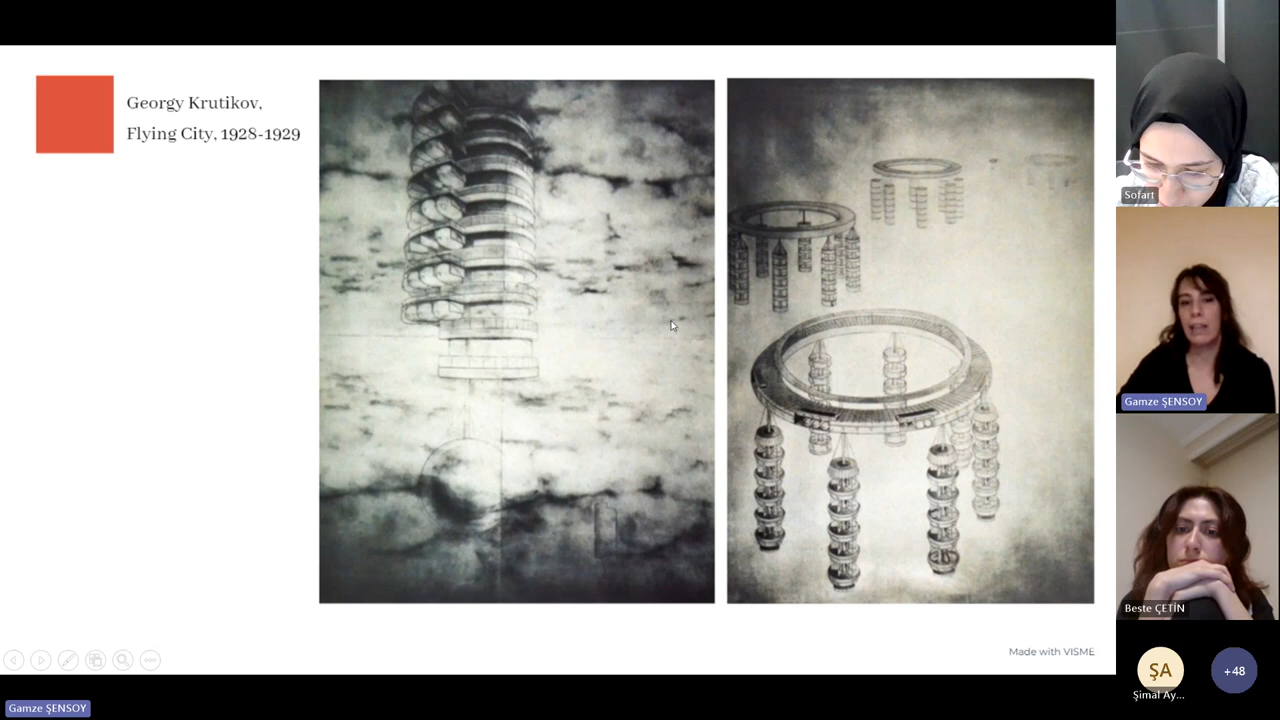 Georgy Krutikov,
Flying City, 1928-1929
Made with VISME
Sofart
Gamze ŞENSOY
Beste ÇETİN
ŞA
+48
Şimal Ay...
Gamze ŞENSOY